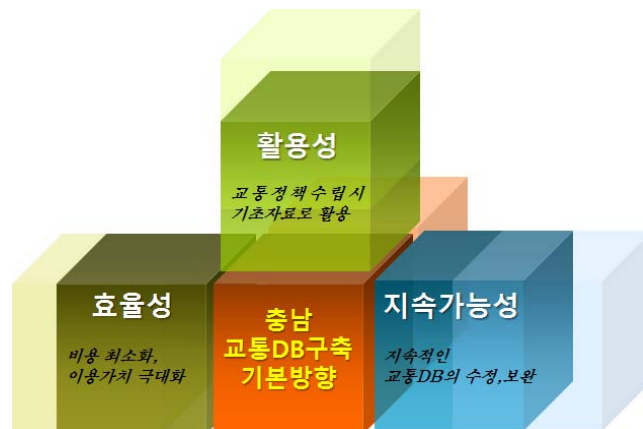 활용성
교통정책수립시
기초자료로 활용
효율성
비용 최소화,
이용가치 극대화
충남
교통DB구축
기본방향
지속가능성
지속적인
교통DB의 수정,보완